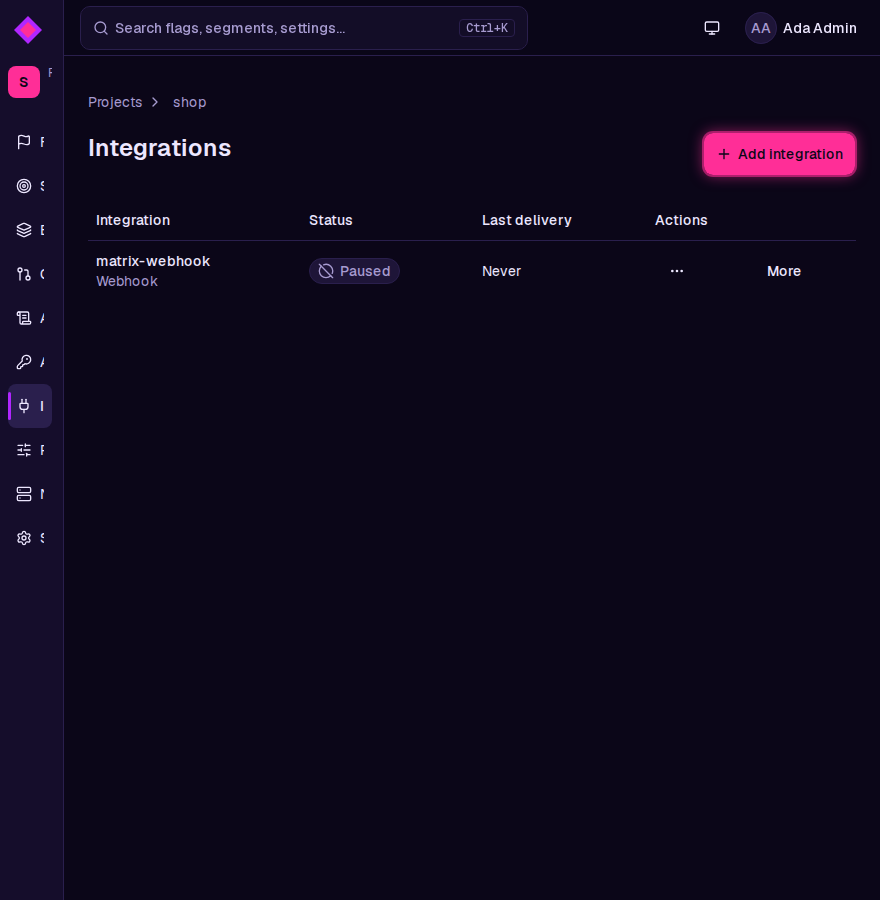 Search flags, segments, settings...
Ctrl+K
AA
Ada Admin
S
Projects
shop
Integrations
Add integration
Integration
Status
Last delivery
Actions
matrix-webhook
Webhook
Paused
Never
More